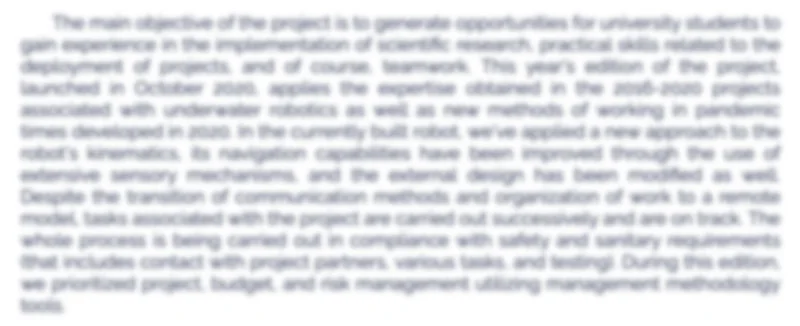 The main objective of the project is to generate opportunities for university students to
gain experience in the implementation of scientific research, practical skills related to the
deployment of projects, and of course, teamwork. This year's edition of the project,
launched in October 2020, applies the expertise obtained in the 2016-2020 projects
associated with underwater robotics as well as new methods of working in pandemic
times developed in 2020. In the currently built robot, we've applied a new approach to the
robot's kinematics, its navigation capabilities have been improved through the use of
extensive sensory mechanisms, and the external design has been modified as well.
Despite the transition of communication methods and organization of work to a remote
model, tasks associated with the project are carried out successively and are on track. The
whole process is being carried out in compliance with safety and sanitary requirements
(that includes contact with project partners, various tasks, and testing). During this edition,
we prioritized project, budget, and risk management utilizing management methodology
tools.